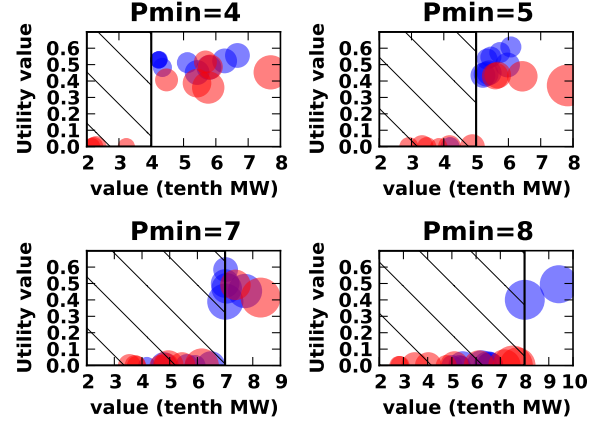 Pmin=4
Utility value
0.6
0.5
0.4
0.3
0.2
0.1
0.0
2 3 4 5 6 7 8
value (tenth MW)
Pmin=5
Utility value
0.6
0.5
0.4
0.3
0.2
0.1
0.0
2 3 4 5 6 7 8
value (tenth MW)
Pmin=7
Utility value
0.6
0.5
0.4
0.3
0.2
0.1
0.0
2 3 4 5 6 7 8 9
value (tenth MW)
Pmin=8
Utility value
0.6
0.5
0.4
0.3
0.2
0.1
0.0
2 3 4 5 6 7 8 9 10
value (tenth MW)